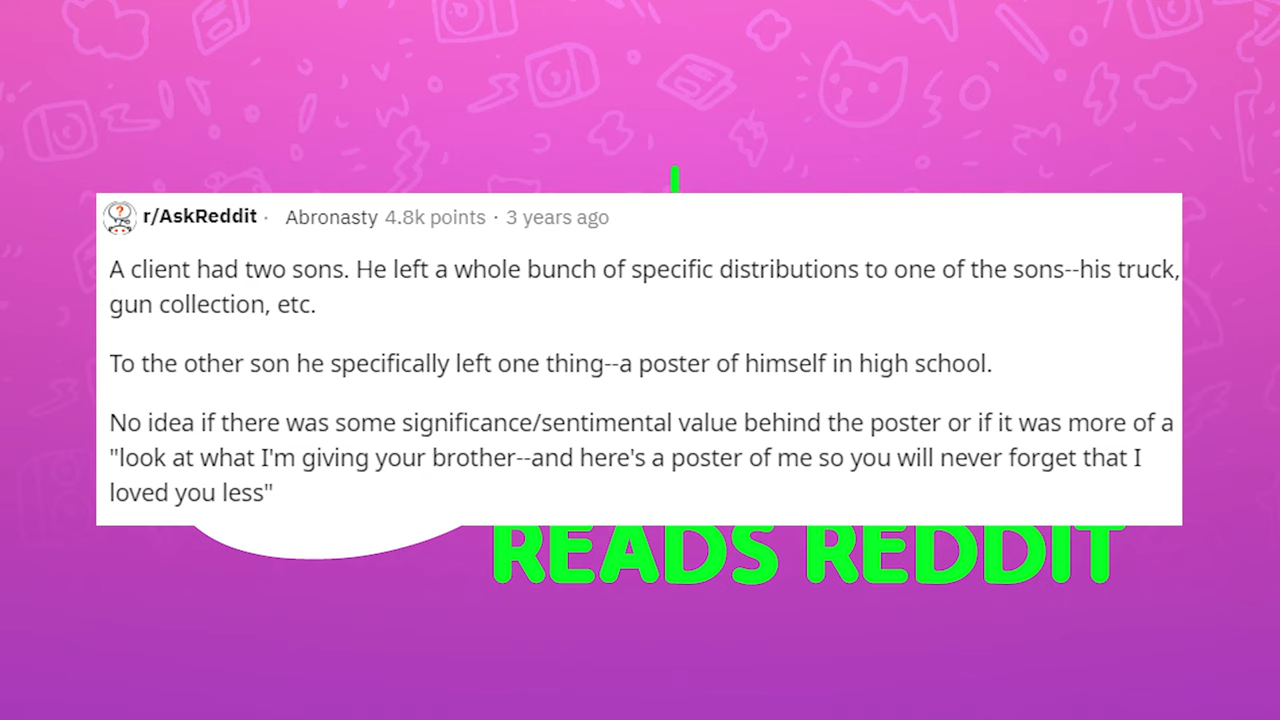 r/AskReddit · Abronasty 4.8k points · 3 years ago
A client had two sons. He left a whole bunch of specific distributions to one of the sons--his truck,
gun collection, etc.
To the other son he specifically left one thing--a poster of himself in high school.
No idea if there was some significance/sentimental value behind the poster or if it was more of a
"look at what I'm giving your brother--and here's a poster of me so you will never forget that I
loved you less"
READS REDDIT